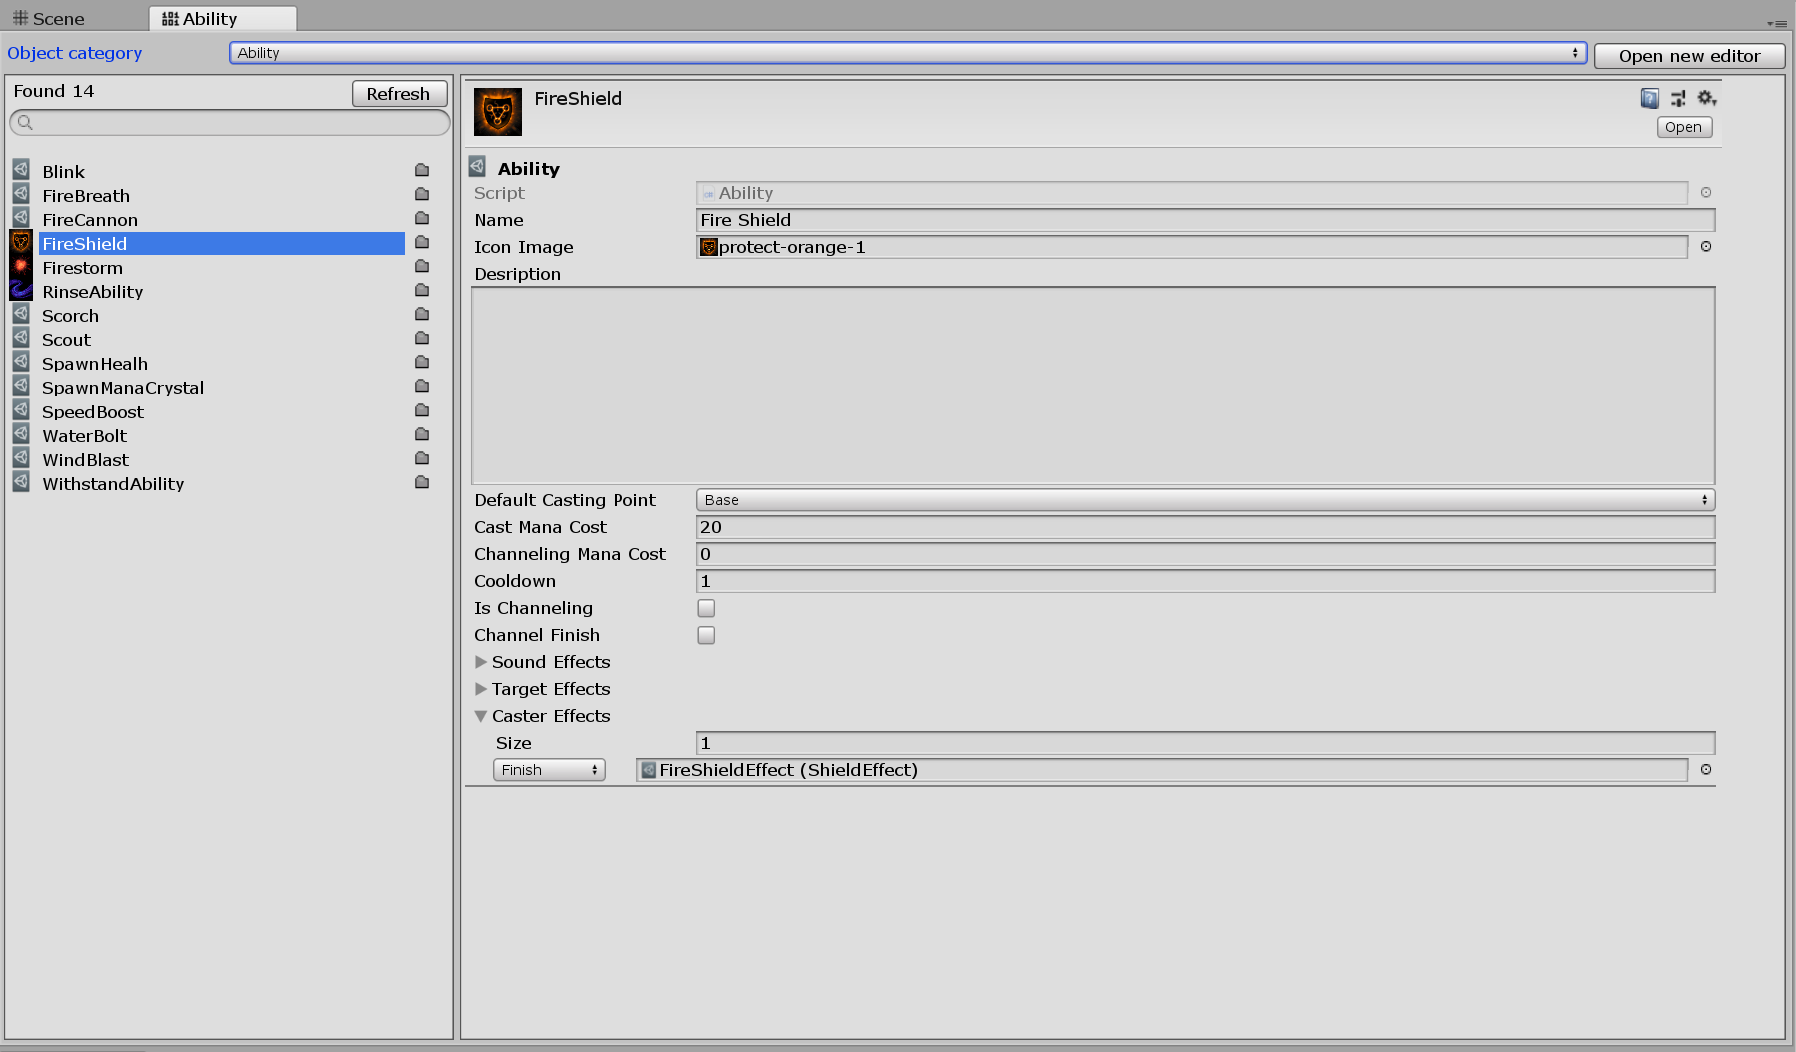 Scene
Ability
Object category
Ability
Open new editor
Found 14
Refresh
Blink
FireBreath
FireCannon
FireShield
Firestorm
RinseAbility
Scorch
Scout
SpawnHealh
SpawnManaCrystal
SpeedBoost
WaterBolt
WindBlast
WithstandAbility
FireShield
Open
Ability
Script Ability
Name Fire Shield
Icon Image protect-orange-1
Desription
Default Casting Point Base
Cast Mana Cost 20
Channeling Mana Cost 0
Cooldown 1
Is Channeling
Channel Finish
Sound Effects
Target Effects
Caster Effects
Size 1
Finish FireShieldEffect (ShieldEffect)